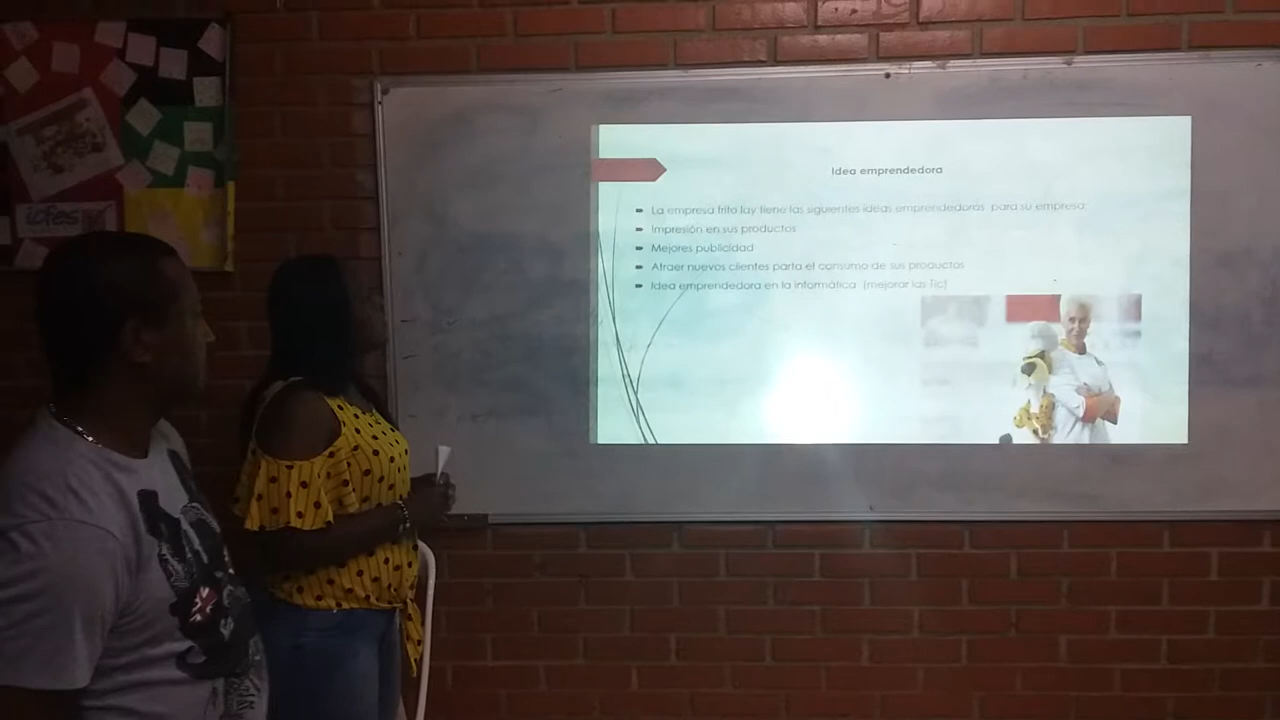 icfes
Idea emprendedora
La empresa frito lay tiene las siguientes ideas emprendedoras para su empresa:
Impresión en sus productos
Mejores publicidad
Atraer nuevos clientes parta el consumo de sus productos
Idea emprendedora en la informática (mejorar las Tic)